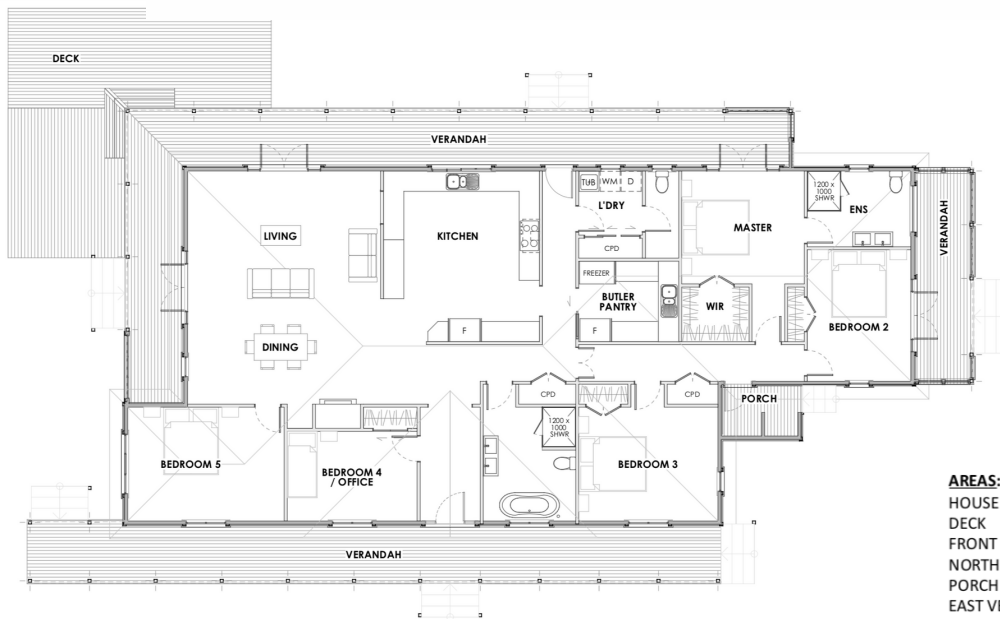 DECK
VERANDAH
LIVING
KITCHEN
TUB
WM
D
L'DRY
CPD
MASTER
1200 x
1000
SHWR
ENS
VERANDAH
FREEZER
BUTLER
PANTRY
F
WIR
BEDROOM 2
DINING
F
CPD
CPD
PORCH
1200 x
1000
SHWR
BEDROOM 5
BEDROOM 4
/ OFFICE
BEDROOM 3
VERANDAH
AREAS:
HOUSE
DECK
FRONT
NORTH
PORCH
EAST